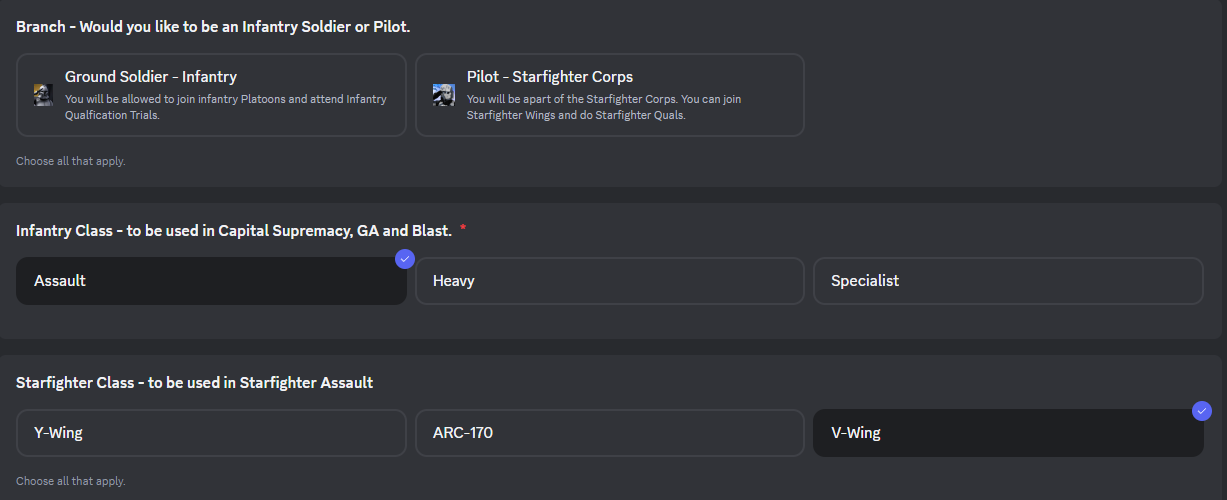 Branch - Would you like to be an Infantry Soldier or Pilot.
Ground Soldier - Infantry
You will be allowed to join infantry Platoons and attend Infantry
Qualfication Trials.
Pilot - Starfighter Corps
You will be apart of the Starfighter Corps. You can join
Starfighter Wings and do Starfighter Quals.
Choose all that apply.
Infantry Class - to be used in Capital Supremacy, GA and Blast. *
Assault
Heavy
Specialist
Starfighter Class - to be used in Starfighter Assault
Y-Wing
ARC-170
V-Wing
Choose all that apply.